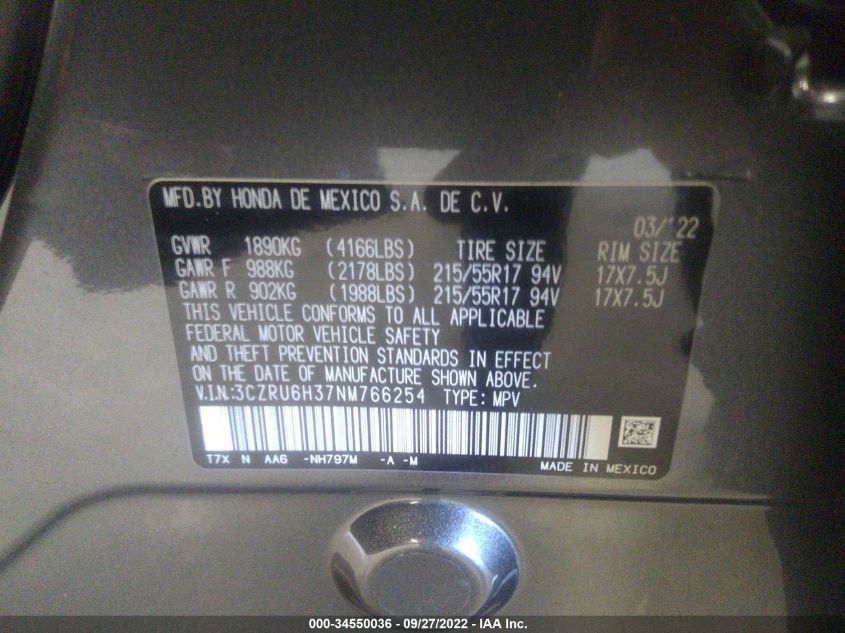 MFD.BY HONDA DE MEXICO S.A. DE C.V.
03/'22
GVWR 1890KG (4166LBS) TIRE SIZE RIM SIZE
GAWR F 988KG (2178LBS) 215/55R17 94V 17X7.5J
GAWR R 902KG (1988LBS) 215/55R17 94V 17X7.5J
THIS VEHICLE CONFORMS TO ALL APPLICABLE
FEDERAL MOTOR VEHICLE SAFETY
AND THEFT PREVENTION STANDARDS IN EFFECT
ON THE DATE OF MANUFACTURE SHOWN ABOVE.
V.I.N.:3CZRU6H37NM766254 TYPE: MPV
T7X N AA6 -NH797M -A -M MADE IN MEXICO
000-34550036 - 09/27/2022 - IAA Inc.